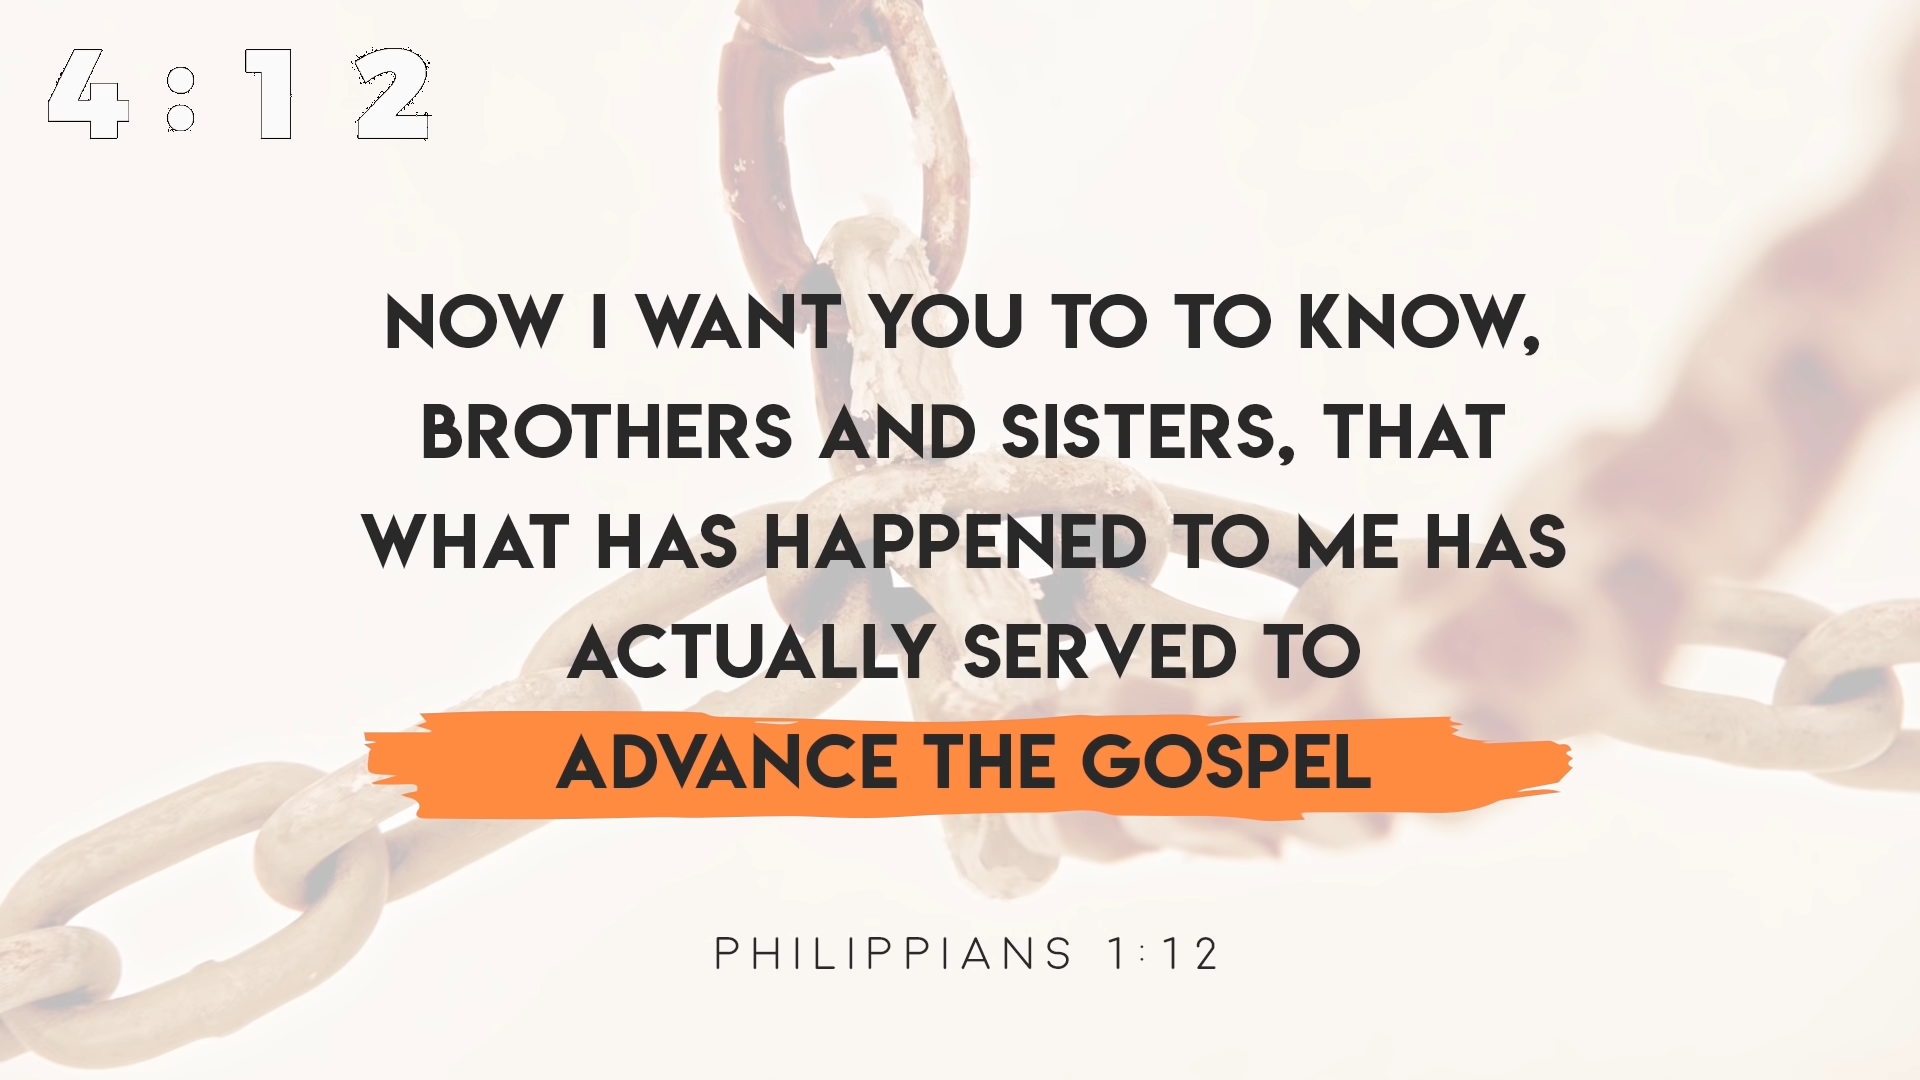 4:12
NOW I WANT YOU TO TO KNOW,
BROTHERS AND SISTERS, THAT
WHAT HAS HAPPENED TO ME HAS
ACTUALLY SERVED TO
ADVANCE THE GOSPEL
PHILIPPIANS 1:12